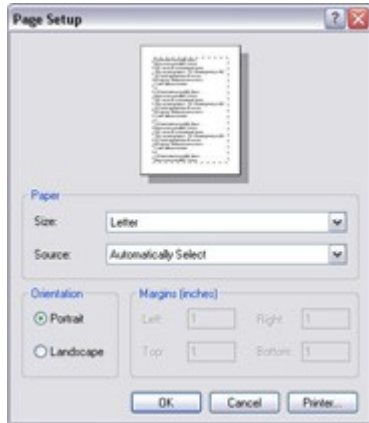 Page Setup
Paper
Size: Letter
Source: Automatically Select
Orientation
Portrait
Landscape
Margins (inches)
Left: 1 Right: 1
Top: 1 Bottom: 1
OK Cancel Printer...